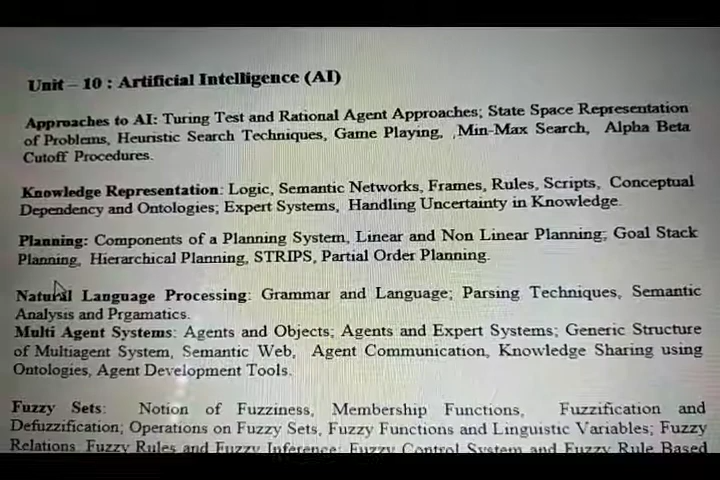 Unit – 10 : Artificial Intelligence (AI)
Approaches to AI: Turing Test and Rational Agent Approaches; State Space Representation
of Problems, Heuristic Search Techniques, Game Playing, Min-Max Search, Alpha Beta
Cutoff Procedures.
Knowledge Representation: Logic, Semantic Networks, Frames, Rules, Scripts, Conceptual
Dependency and Ontologies; Expert Systems, Handling Uncertainty in Knowledge.
Planning: Components of a Planning System, Linear and Non Linear Planning; Goal Stack
Planning, Hierarchical Planning, STRIPS, Partial Order Planning.
Natural Language Processing: Grammar and Language; Parsing Techniques, Semantic
Analysis and Prgamatics.
Multi Agent Systems: Agents and Objects; Agents and Expert Systems; Generic Structure
of Multiagent System, Semantic Web, Agent Communication, Knowledge Sharing using
Ontologies, Agent Development Tools.
Fuzzy Sets: Notion of Fuzziness, Membership Functions, Fuzzification and
Defuzzification; Operations on Fuzzy Sets, Fuzzy Functions and Linguistic Variables; Fuzzy
Relations, Fuzzy Rules and Fuzzy Inference; Fuzzy Control System and Fuzzy Rule Based